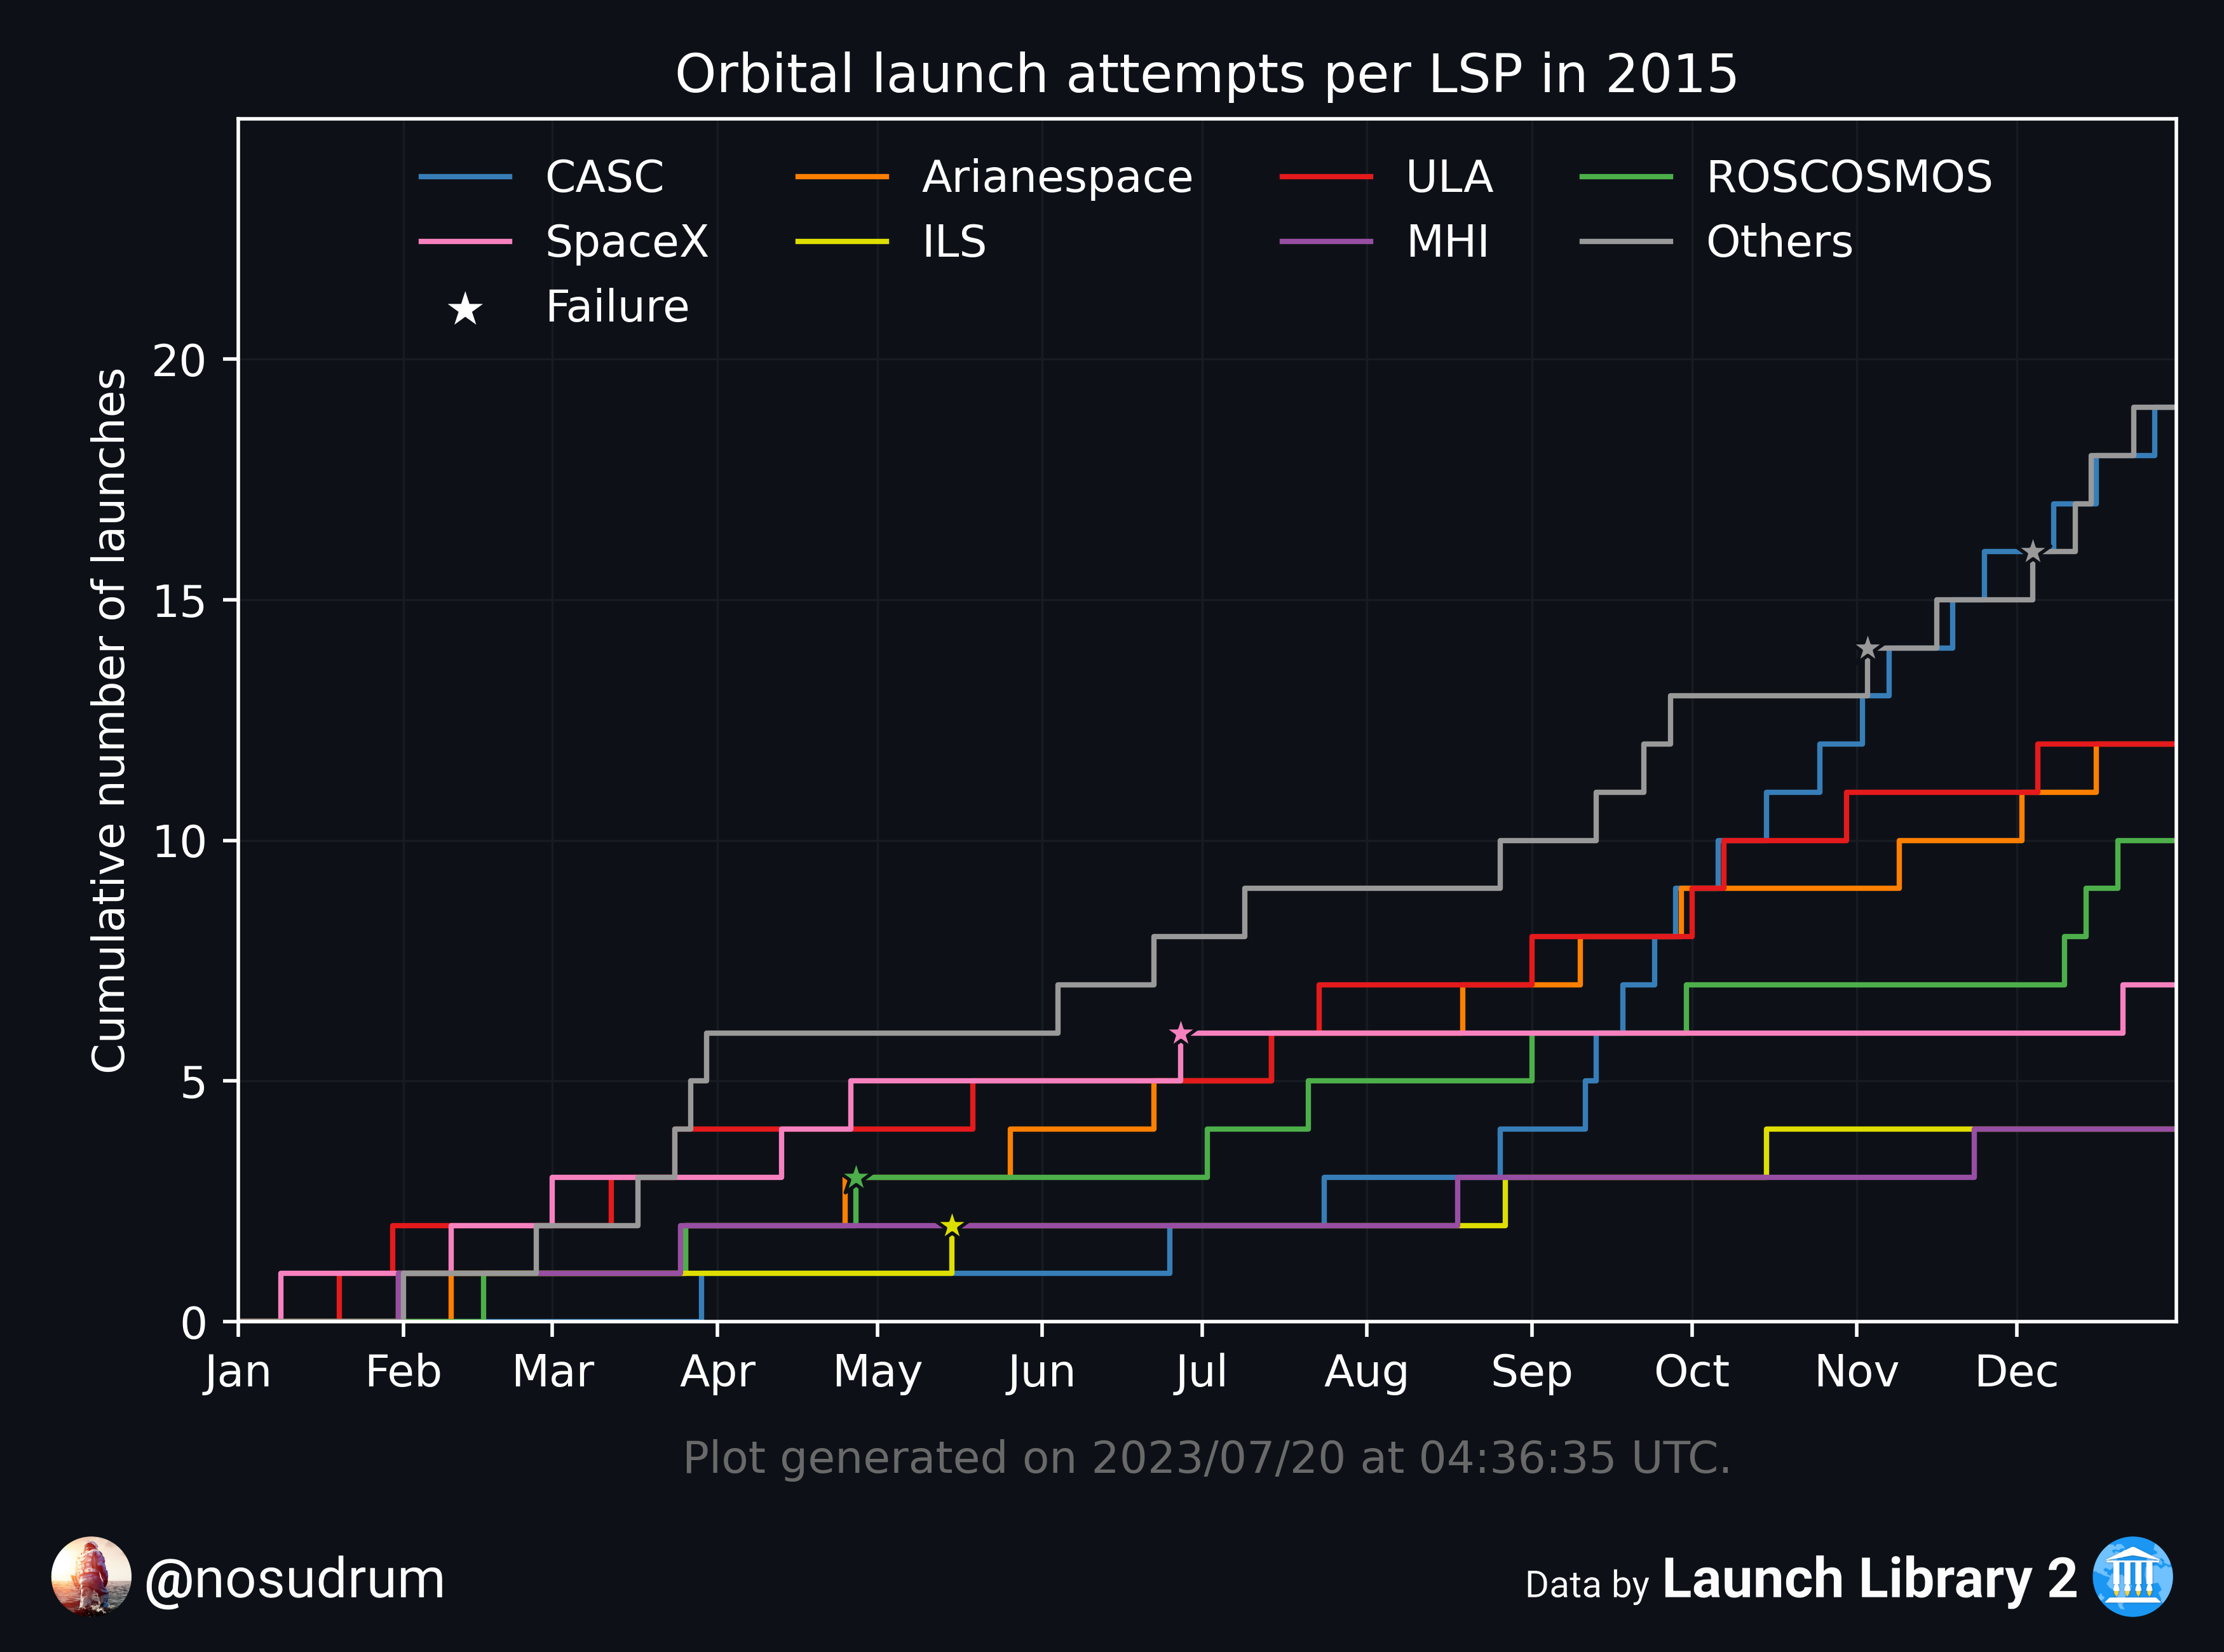 Orbital launch attempts per LSP in 2015
CASC
Arianespace
ULA
ROSCOSMOS
SpaceX
ILS
MHI
Others
Failure
Cumulative number of launches
20
15
10
5
0
Jan Feb Mar Apr May Jun Jul Aug Sep Oct Nov Dec
Plot generated on 2023/07/20 at 04:36:35 UTC.
@nosudrum
Data by Launch Library 2